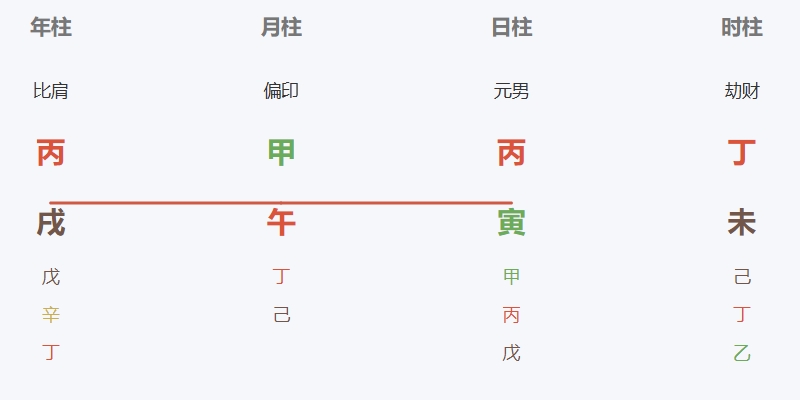 年柱 月柱 日柱 时柱
比肩 偏印 元男 劫财
丙 甲 丙 丁
戌 午 寅 未
戊 丁 甲 己
辛 己 丙 丁
丁 戊 乙